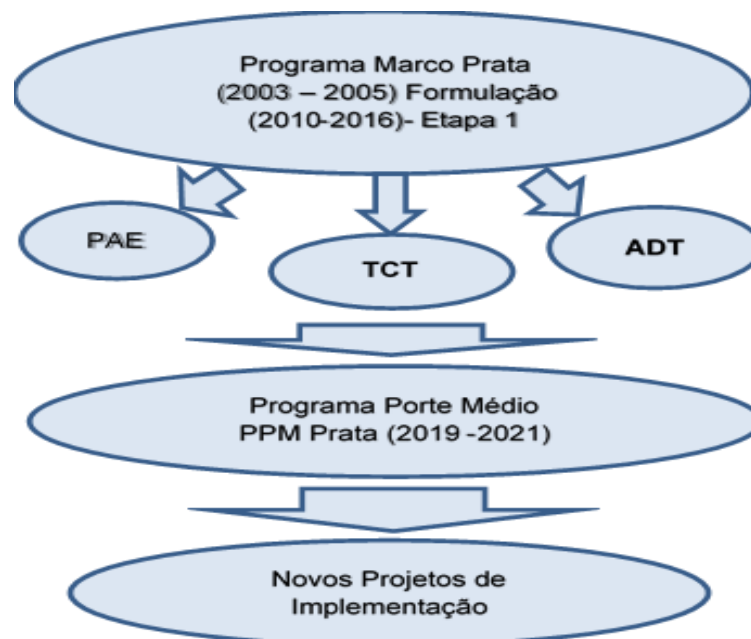 Programa Marco Prata
(2003 – 2005) Formulação
(2010-2016)- Etapa 1
PAE
TCT
ADT
Programa Porte Médio
PPM Prata (2019 -2021)
Novos Projetos de
Implementação